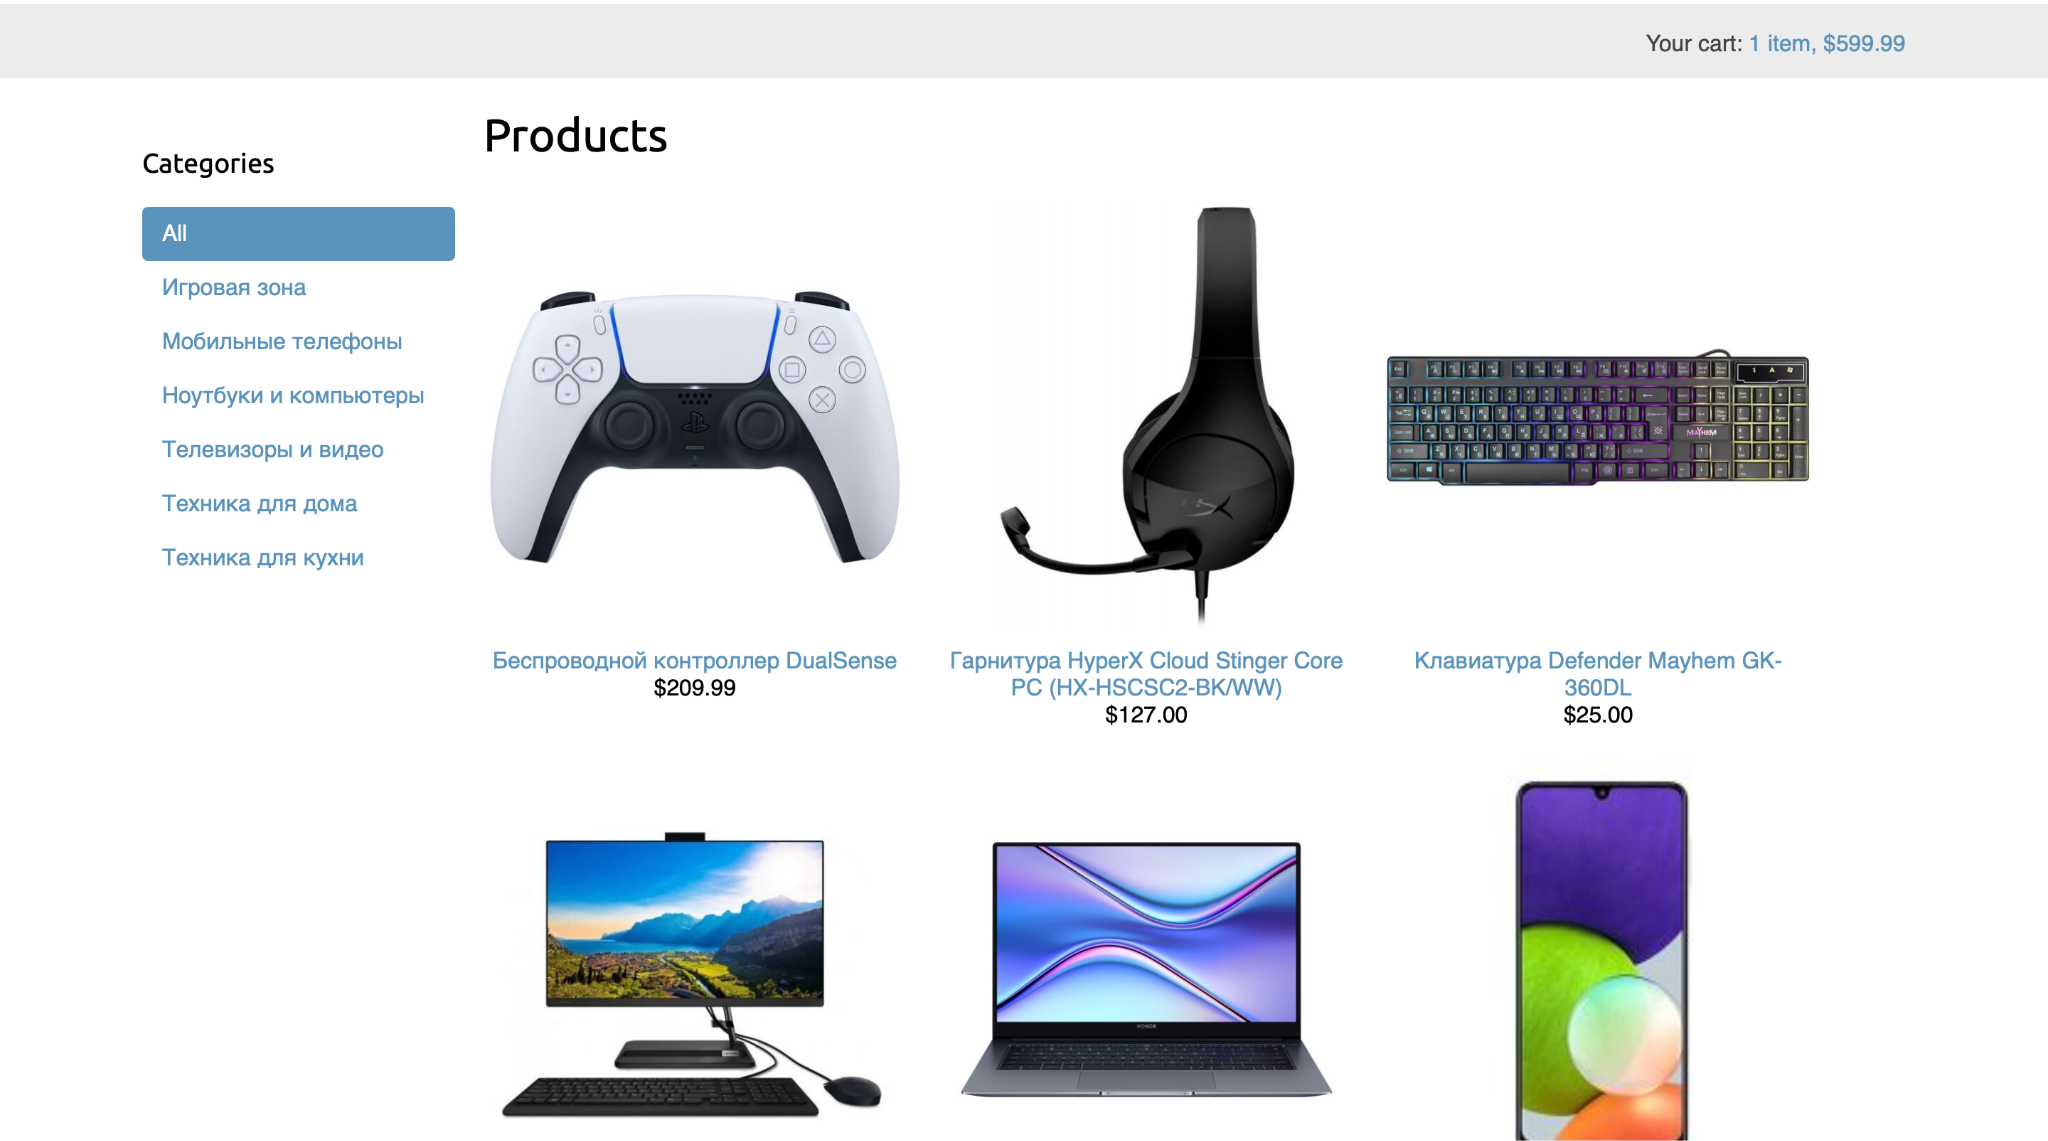 Your cart: 1 item, $599.99
Products
Categories
All
Игровая зона
Мобильные телефоны
Ноутбуки и компьютеры
Телевизоры и видео
Техника для дома
Техника для кухни
MAYHEM
Беспроводной контроллер DualSense
$209.99
Гарнитура HyperX Cloud Stinger Core
PC (HX-HSCSC2-BK/WW)
$127.00
Клавиатура Defender Mayhem GK-
360DL
$25.00
HONOR